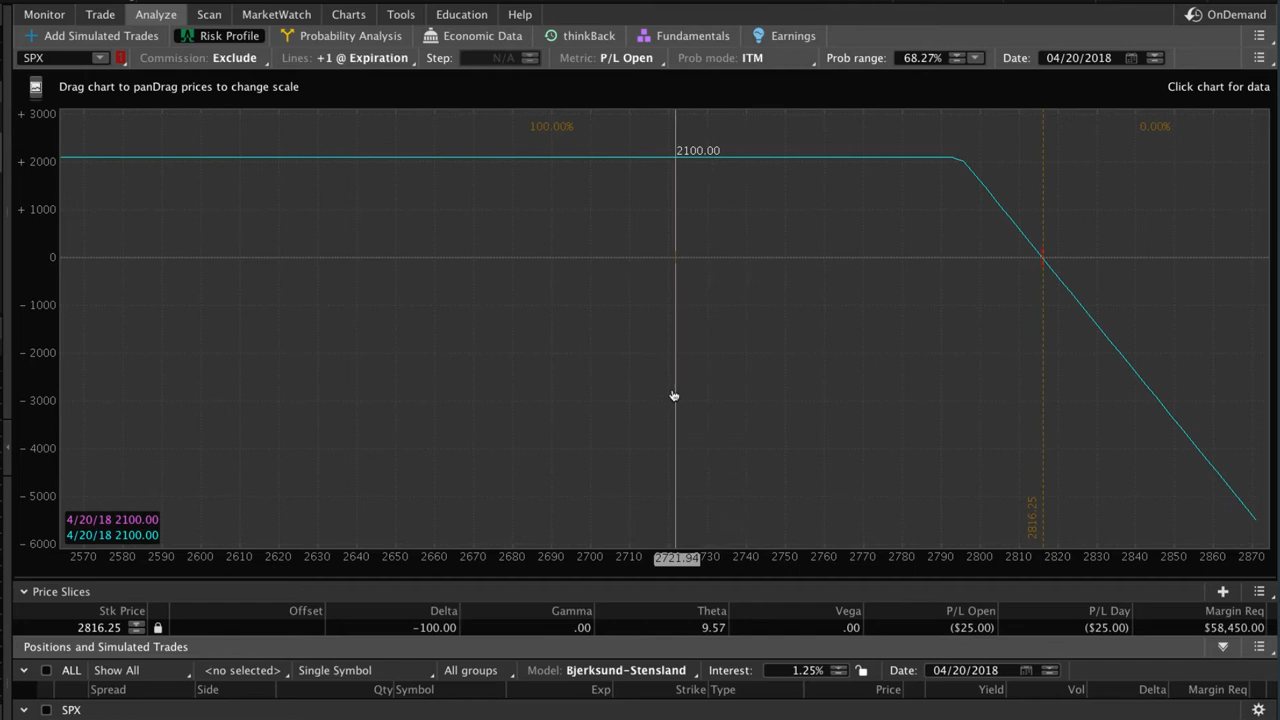 Monitor Trade Analyze Scan MarketWatch Charts Tools Education Help OnDemand
Add Simulated Trades Risk Profile Probability Analysis Economic Data thinkBack Fundamentals Earnings
SPX Commission: Exclude Lines: +1 @ Expiration Step: N/A Metric: P/L Open Prob mode: ITM Prob range: 68.27% Date: 04/20/2018
Drag chart to panDrag prices to change scale Click chart for data
+ 3000
100.00% 0.00%
2100.00
+ 2000
+ 1000
0
- 1000
- 2000
- 3000
- 4000
- 5000
2816.25
4/20/18 2100.00
4/20/18 2100.00
- 6000
2570 2580 2590 2600 2610 2620 2630 2640 2650 2660 2670 2680 2690 2700 2710 2721.94 2730 2740 2750 2760 2770 2780 2790 2800 2810 2820 2830 2840 2850 2860 2870
Price Slices
Stk Price Offset Delta Gamma Theta Vega P/L Open P/L Day Margin Req
2816.25 -100.00 .00 9.57 .00 ($25.00) ($25.00) $58,450.00
Positions and Simulated Trades
ALL Show All <no selected> Single Symbol All groups Model: Bjerksund-Stensland Interest: 1.25% Date: 04/20/2018
Spread Side Qty Symbol Exp Strike Type Price Yield Vol Delta Margin Req
SPX